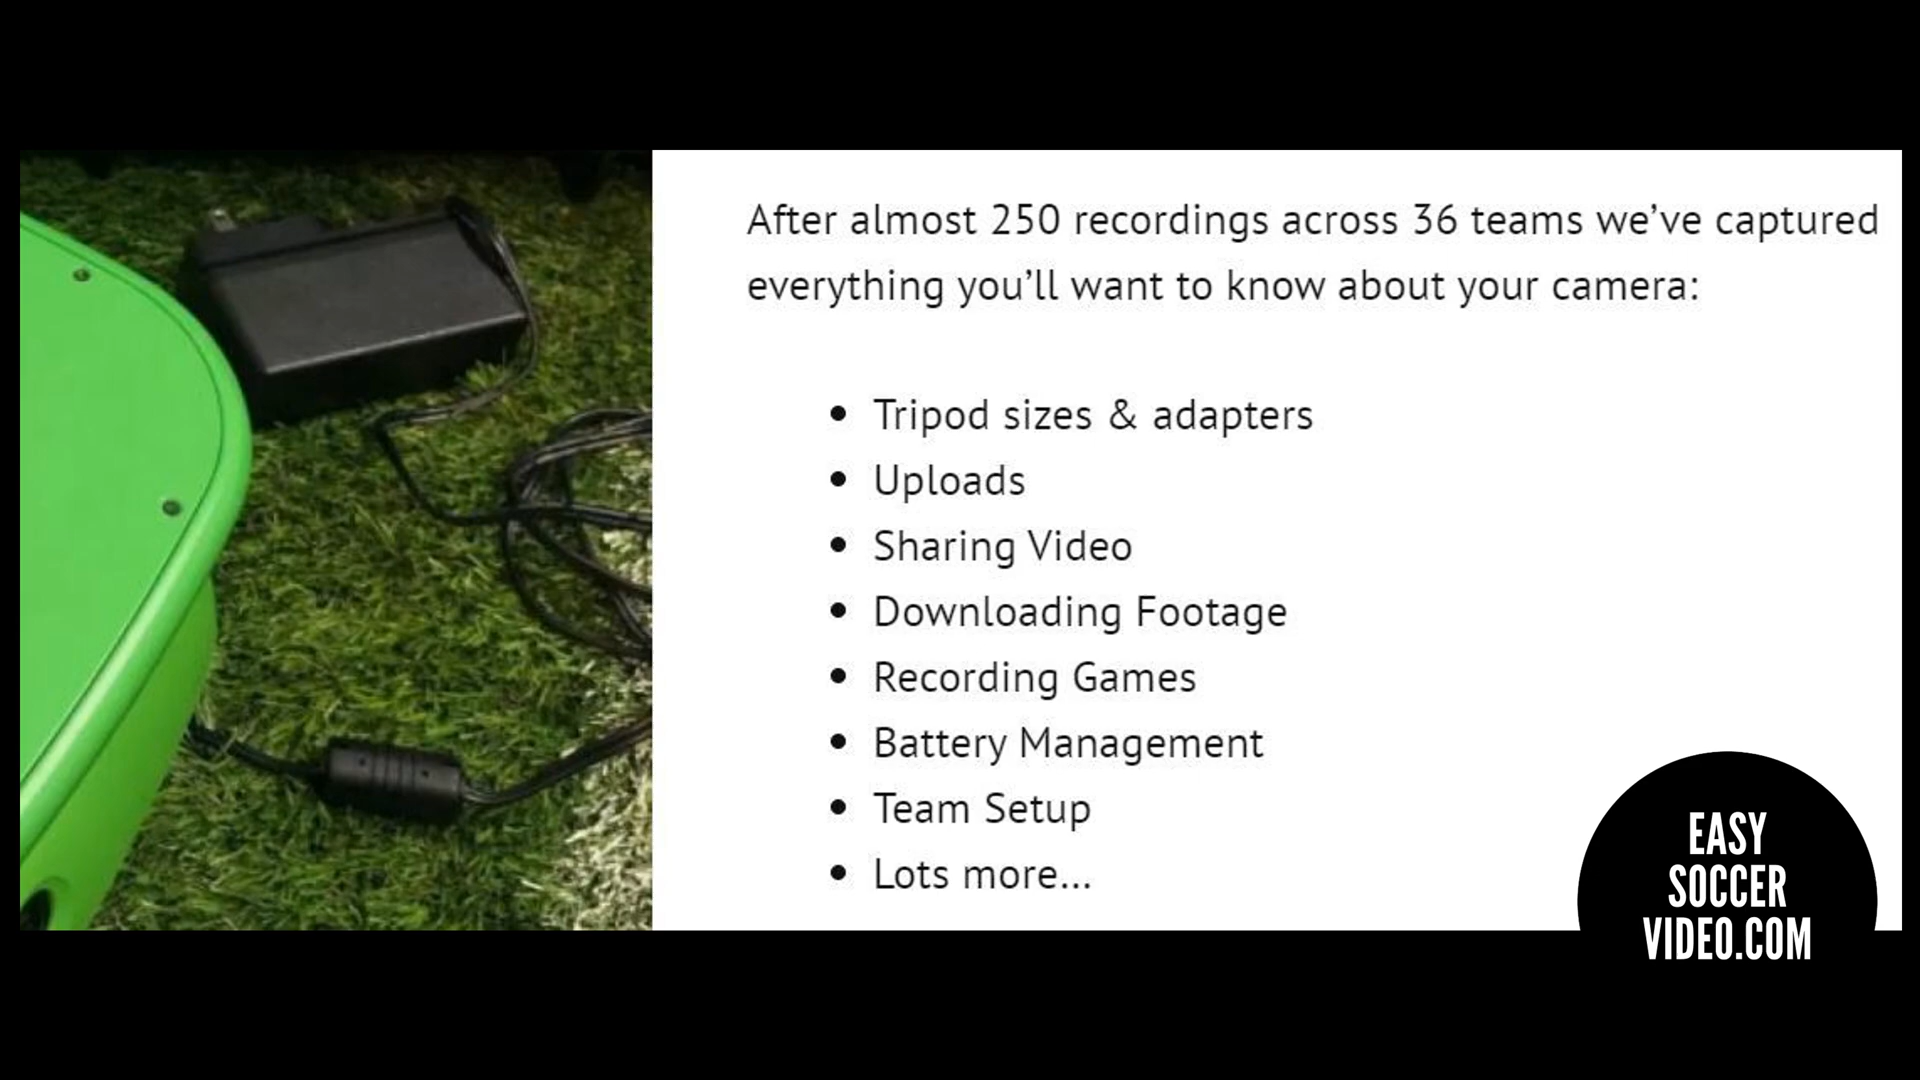 After almost 250 recordings across 36 teams we’ve captured
everything you’ll want to know about your camera:
• Tripod sizes & adapters
• Uploads
• Sharing Video
• Downloading Footage
• Recording Games
• Battery Management
• Team Setup
• Lots more...
EASY
SOCCER
VIDEO.COM